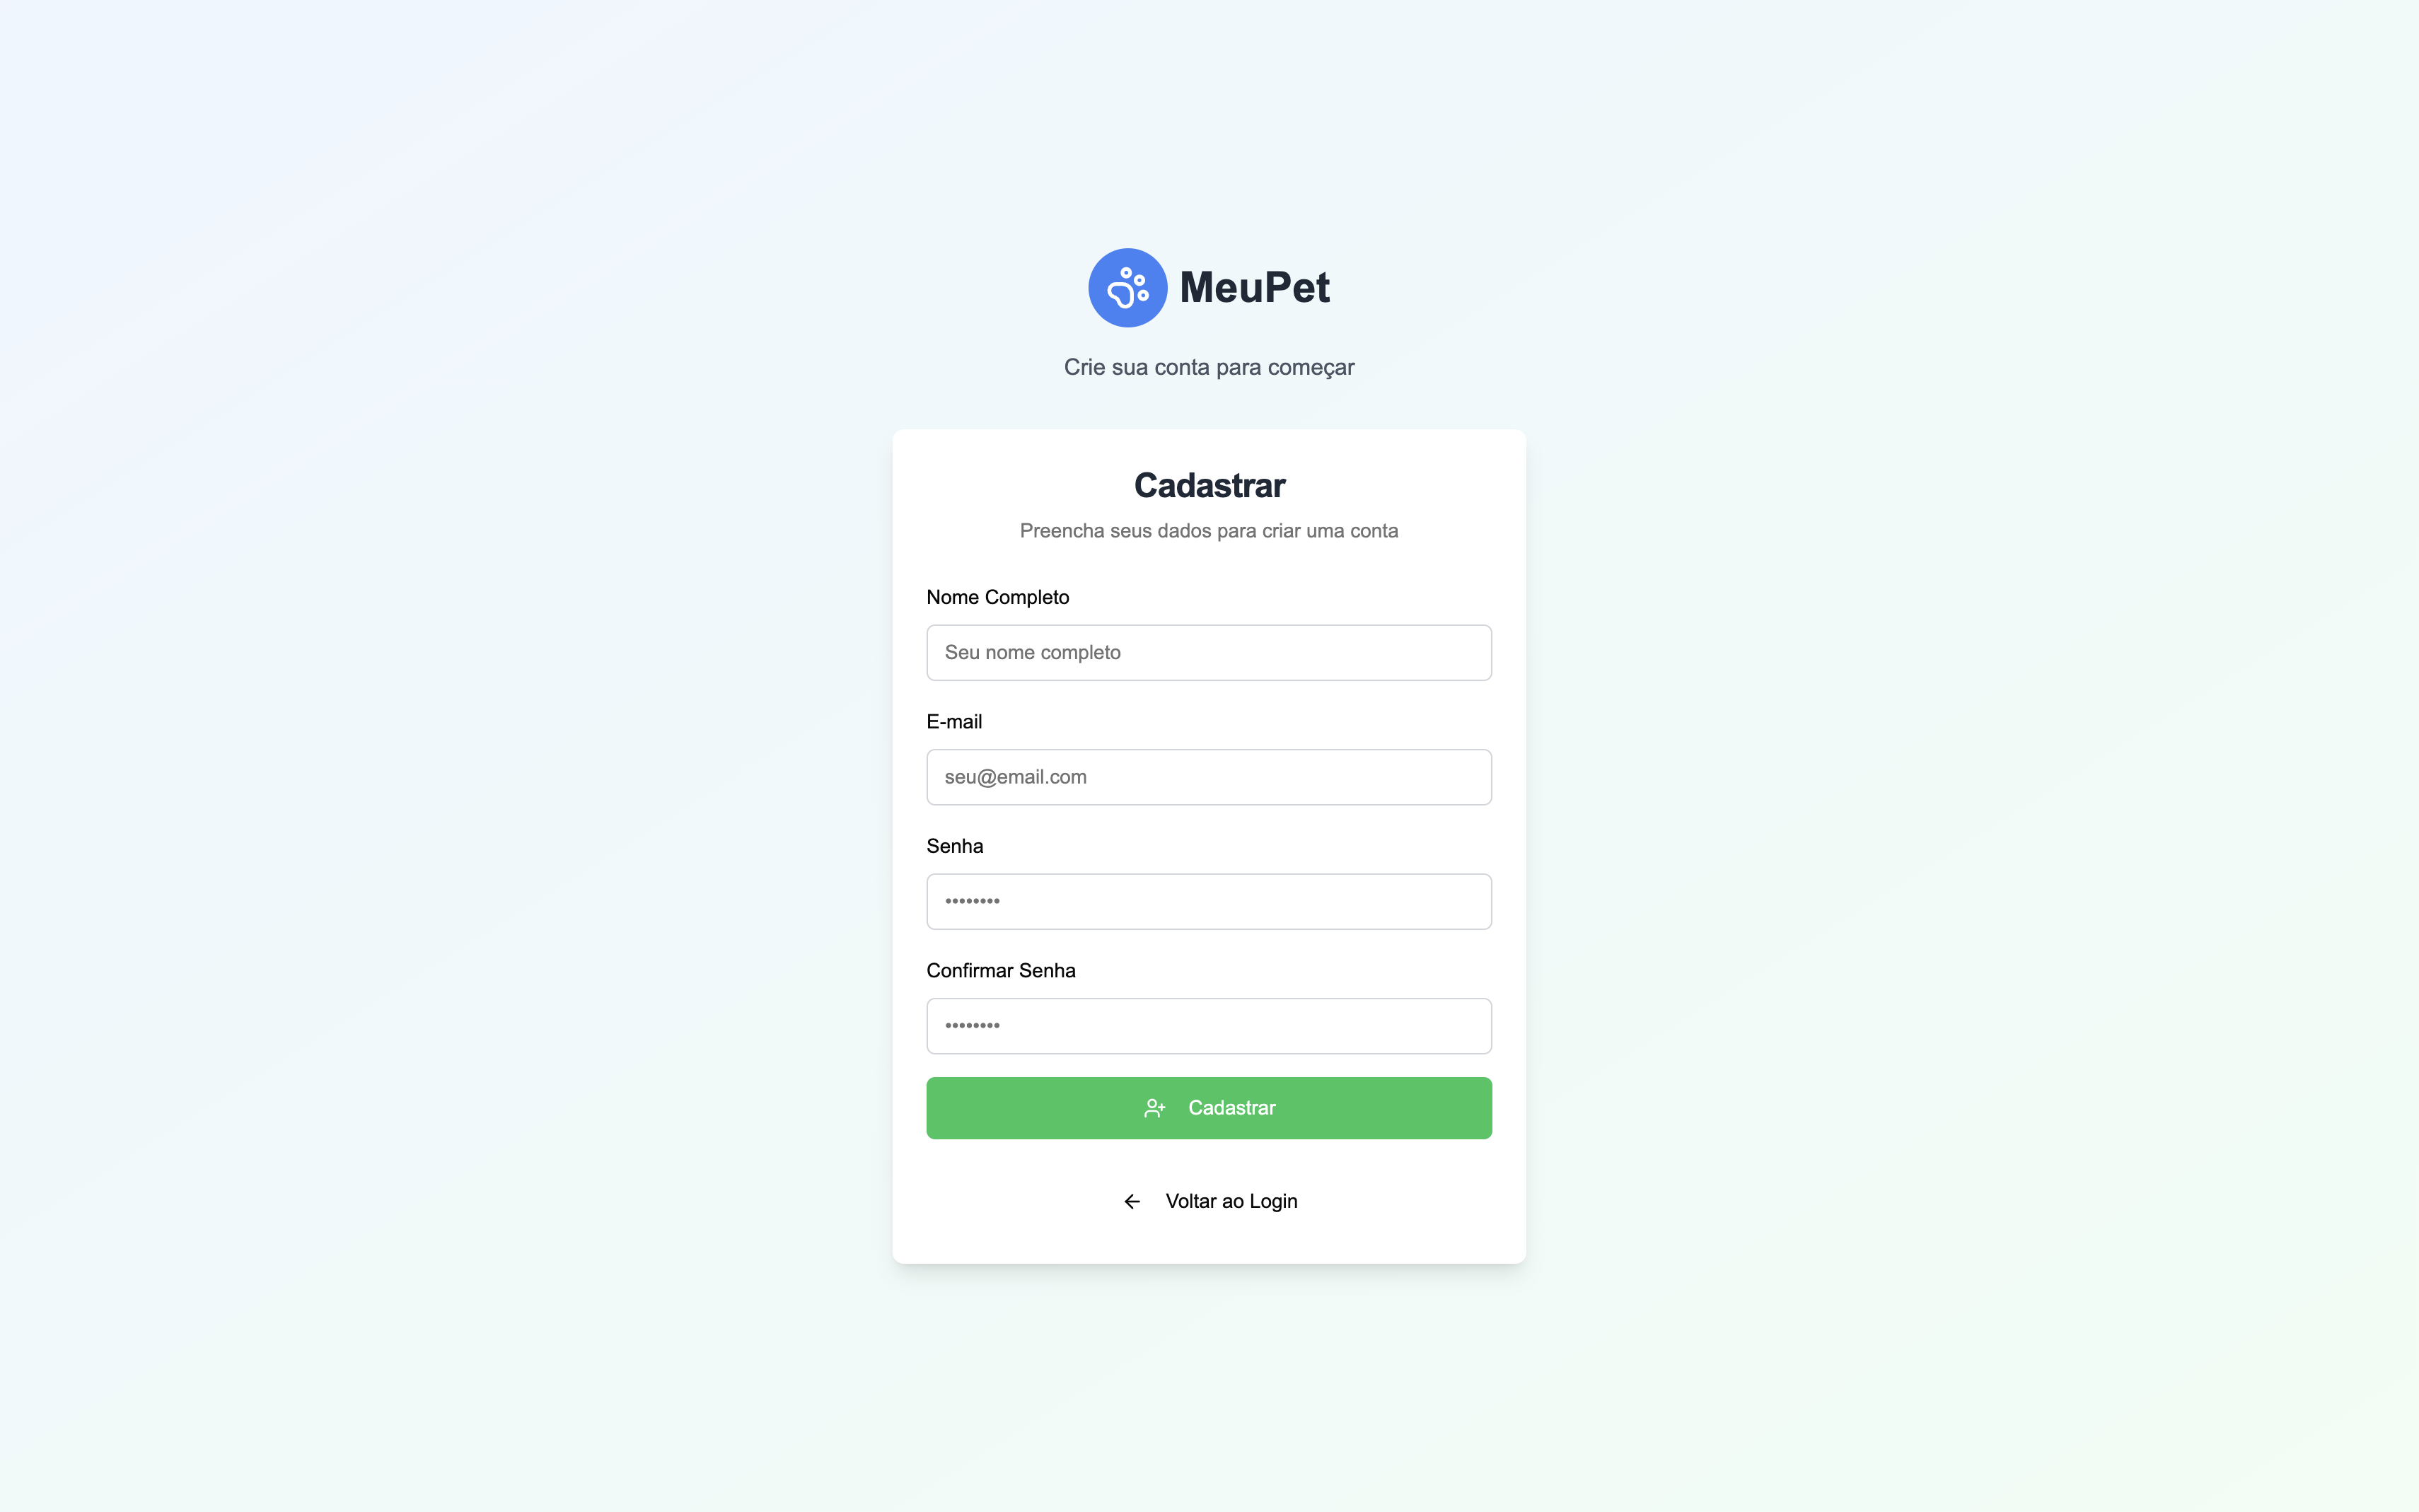 MeuPet
Crie sua conta para começar
Cadastrar
Preencha seus dados para criar uma conta
Nome Completo
Seu nome completo
E-mail
seu@email.com
Senha
••••••••
Confirmar Senha
••••••••
Cadastrar
Voltar ao Login